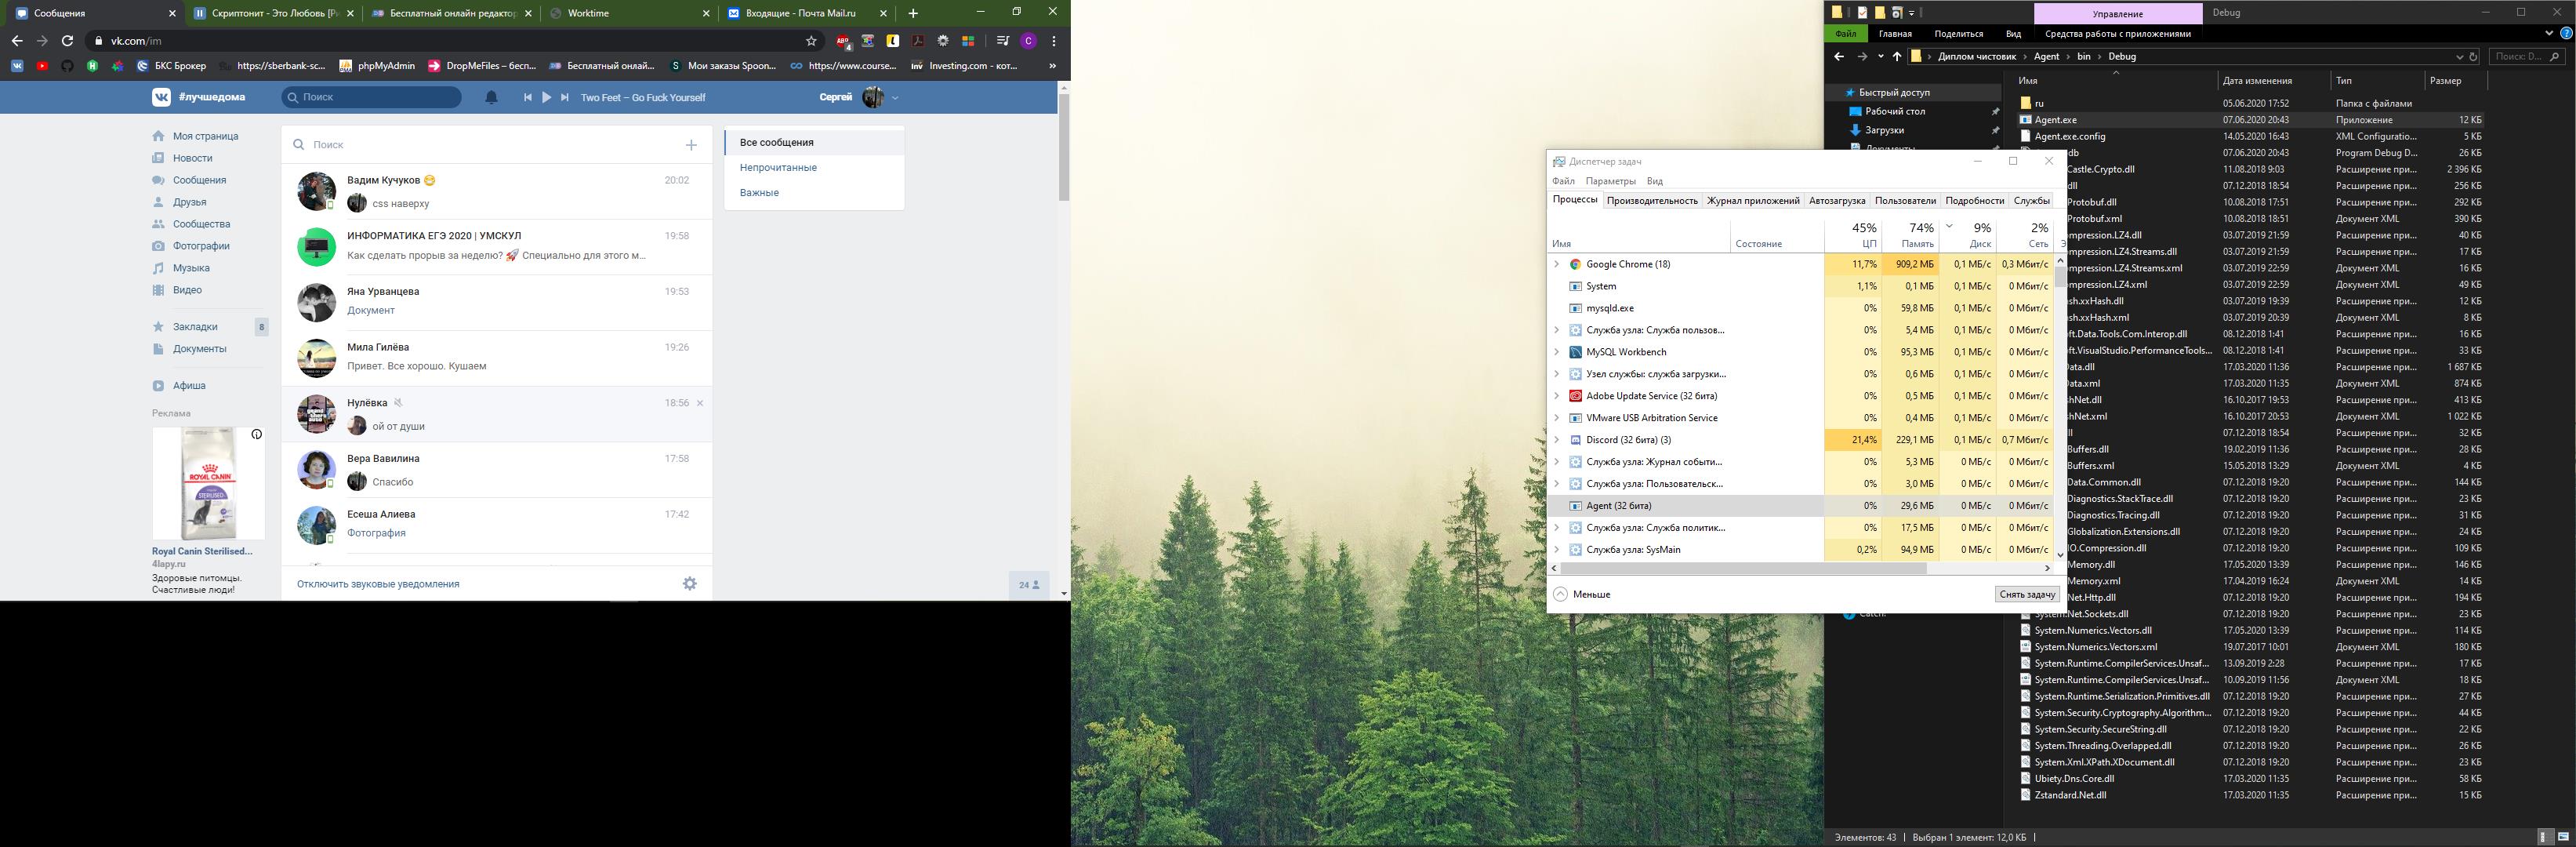 Сообщения
Скриптонит - Это Любовь
Бесплатный онлайн редактор
Worktime
Входящие - Почта Mail.ru
vk.com/im
БКС Брокер
https://sberbank-sc...
phpMyAdmin
DropMeFiles – бесп...
Бесплатный онлай...
Мои заказы Spoon...
https://www.course...
Investing.com - кот...
#лучшедома
Поиск
Two Feet – Go Fuck Yourself
Сергей
Моя страница
Новости
Сообщения
Друзья
Сообщества
Фотографии
Музыка
Видео
Закладки 8
Документы
Афиша
Реклама
ROYAL CANIN
STERILISED
Royal Canin Sterilised...
4lapy.ru
Здоровые питомцы.
Счастливые люди!
Поиск
Вадим Кучуков 20:02
css наверху
ИНФОРМАТИКА ЕГЭ 2020 | УМСКУЛ 19:58
Как сделать прорыв за неделю? 🚀 Специально для этого м...
Яна Урванцева 19:53
Документ
Мила Гилёва 19:26
Привет. Все хорошо. Кушаем
Нулёвка 18:56
ой от души
Вера Вавилина 17:58
Спасибо
Есеша Алиева 17:42
Фотография
Отключить звуковые уведомления
Все сообщения
Непрочитанные
Важные
24
Диспетчер задач
Файл Параметры Вид
Процессы Производительность Журнал приложений Автозагрузка Пользователи Подробности Службы
45% 74% 9% 2%
Имя Состояние ЦП Память Диск Сеть Э
Google Chrome (18) 11,7% 909,2 МБ 0,1 МБ/с 0,3 Мбит/с
System 1,1% 0,1 МБ 0,1 МБ/с 0 Мбит/с
mysqld.exe 0% 59,8 МБ 0,1 МБ/с 0 Мбит/с
Служба узла: Служба пользов... 0% 5,4 МБ 0,1 МБ/с 0 Мбит/с
MySQL Workbench 0% 95,3 МБ 0,1 МБ/с 0 Мбит/с
Узел службы: служба загрузки... 0% 0,6 МБ 0,1 МБ/с 0 Мбит/с
Adobe Update Service (32 бита) 0% 0,5 МБ 0,1 МБ/с 0 Мбит/с
VMware USB Arbitration Service 0% 0,4 МБ 0,1 МБ/с 0 Мбит/с
Discord (32 бита) (3) 21,4% 229,1 МБ 0,1 МБ/с 0,7 Мбит/с
Служба узла: Журнал событи... 0% 5,3 МБ 0 МБ/с 0 Мбит/с
Служба узла: Пользовательск... 0% 3,0 МБ 0 МБ/с 0 Мбит/с
Agent (32 бита) 0% 29,6 МБ 0 МБ/с 0 Мбит/с
Служба узла: Служба политик... 0% 17,5 МБ 0 МБ/с 0 Мбит/с
Служба узла: SysMain 0,2% 94,9 МБ 0 МБ/с 0 Мбит/с
Меньше
Снять задачу
Управление
Debug
Файл Главная Поделиться Вид Средства работы с приложениями
Диплом чистовик Agent bin Debug
Поиск: D...
Быстрый доступ
Рабочий стол
Загрузки
Имя Дата изменения Тип Размер
ru 05.06.2020 17:52 Папка с файлами
Agent.exe 07.06.2020 20:43 Приложение 12 КБ
Agent.exe.config 14.05.2020 16:43 XML Configuratio... 5 КБ
db 07.06.2020 20:43 Program Debug D... 26 КБ
Castle.Crypto.dll 11.08.2018 9:03 Расширение при... 2 396 КБ
dll 07.12.2018 18:54 Расширение при... 256 КБ
Protobuf.dll 10.08.2018 17:51 Расширение при... 292 КБ
Protobuf.xml 10.08.2018 18:51 Документ XML 390 КБ
mpression.LZ4.dll 03.07.2019 21:59 Расширение при... 40 КБ
mpression.LZ4.Streams.dll 03.07.2019 21:59 Расширение при... 17 КБ
mpression.LZ4.Streams.xml 03.07.2019 22:59 Документ XML 16 КБ
mpression.LZ4.xml 03.07.2019 22:59 Документ XML 49 КБ
sh.xxHash.dll 03.07.2019 19:39 Расширение при... 12 КБ
sh.xxHash.xml 03.07.2019 20:39 Документ XML 8 КБ
ft.Data.Tools.Com.Interop.dll 08.12.2018 1:41 Расширение при... 16 КБ
ft.VisualStudio.PerformanceTools... 08.12.2018 1:41 Расширение при... 33 КБ
ata.dll 17.03.2020 11:36 Расширение при... 1 687 КБ
ata.xml 17.03.2020 11:35 Документ XML 874 КБ
shNet.dll 16.10.2017 19:53 Расширение при... 413 КБ
shNet.xml 16.10.2017 20:53 Документ XML 1 022 КБ
ll 07.12.2018 18:54 Расширение при... 32 КБ
Buffers.dll 19.02.2019 11:36 Расширение при... 28 КБ
Buffers.xml 15.05.2018 13:29 Документ XML 4 КБ
Data.Common.dll 07.12.2018 19:20 Расширение при... 144 КБ
Diagnostics.StackTrace.dll 07.12.2018 19:20 Расширение при... 23 КБ
Diagnostics.Tracing.dll 07.12.2018 19:20 Расширение при... 31 КБ
Globalization.Extensions.dll 07.12.2018 19:20 Расширение при... 24 КБ
IO.Compression.dll 07.12.2018 19:20 Расширение при... 109 КБ
Memory.dll 17.05.2020 13:39 Расширение при... 146 КБ
Memory.xml 17.04.2019 16:24 Документ XML 14 КБ
Net.Http.dll 07.12.2018 19:20 Расширение при... 194 КБ
System.Net.Sockets.dll 07.12.2018 19:20 Расширение при... 23 КБ
System.Numerics.Vectors.dll 17.05.2020 13:39 Расширение при... 114 КБ
System.Numerics.Vectors.xml 19.07.2017 10:01 Документ XML 180 КБ
System.Runtime.CompilerServices.Unsaf... 13.09.2019 2:28 Расширение при... 17 КБ
System.Runtime.CompilerServices.Unsaf... 10.09.2019 11:56 Документ XML 18 КБ
System.Runtime.Serialization.Primitives.dll 07.12.2018 19:20 Расширение при... 27 КБ
System.Security.Cryptography.Algorithm... 07.12.2018 19:20 Расширение при... 44 КБ
System.Security.SecureString.dll 07.12.2018 19:20 Расширение при... 22 КБ
System.Threading.Overlapped.dll 07.12.2018 19:20 Расширение при... 26 КБ
System.Xml.XPath.XDocument.dll 07.12.2018 19:20 Расширение при... 23 КБ
Ubiety.Dns.Core.dll 17.03.2020 11:35 Расширение при... 58 КБ
Zstandard.Net.dll 17.03.2020 11:35 Расширение при... 15 КБ
Элементов: 43 Выбран 1 элемент: 12,0 КБ